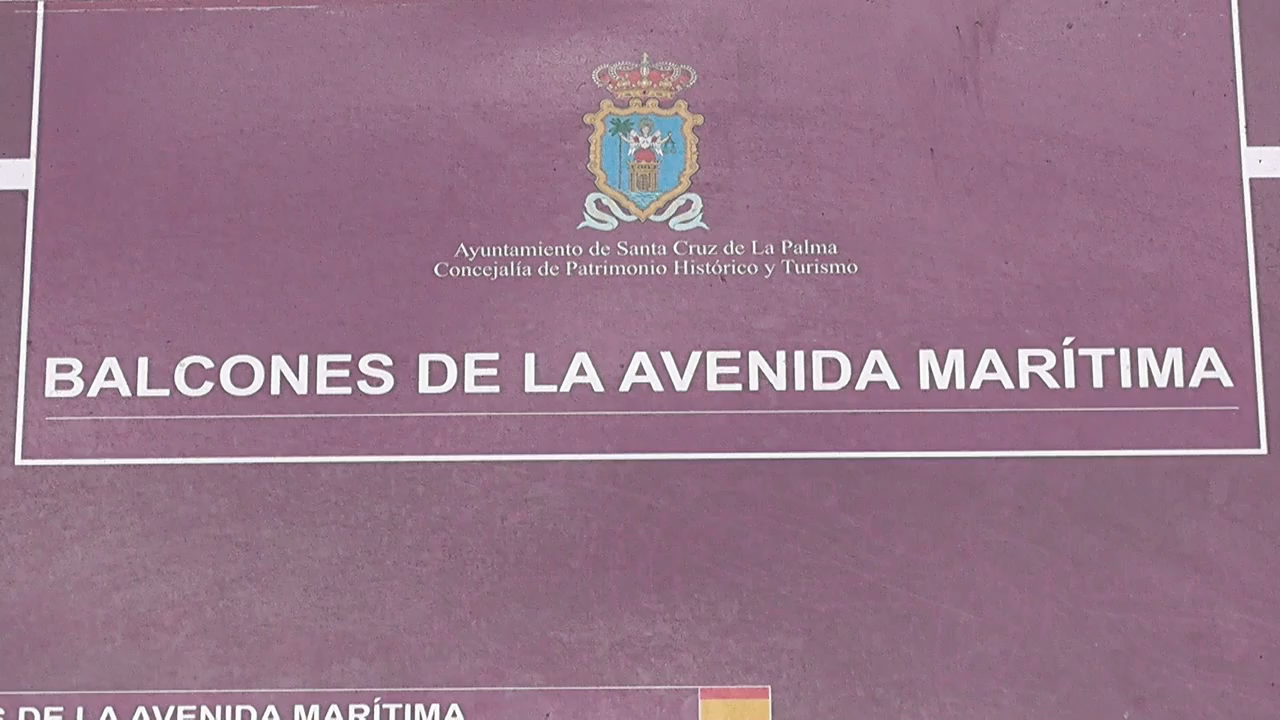 Ayuntamiento de Santa Cruz de La Palma
Concejalía de Patrimonio Histórico y Turismo
BALCONES DE LA AVENIDA MARÍTIMA
S DE LA AVENIDA MARÍTIMA